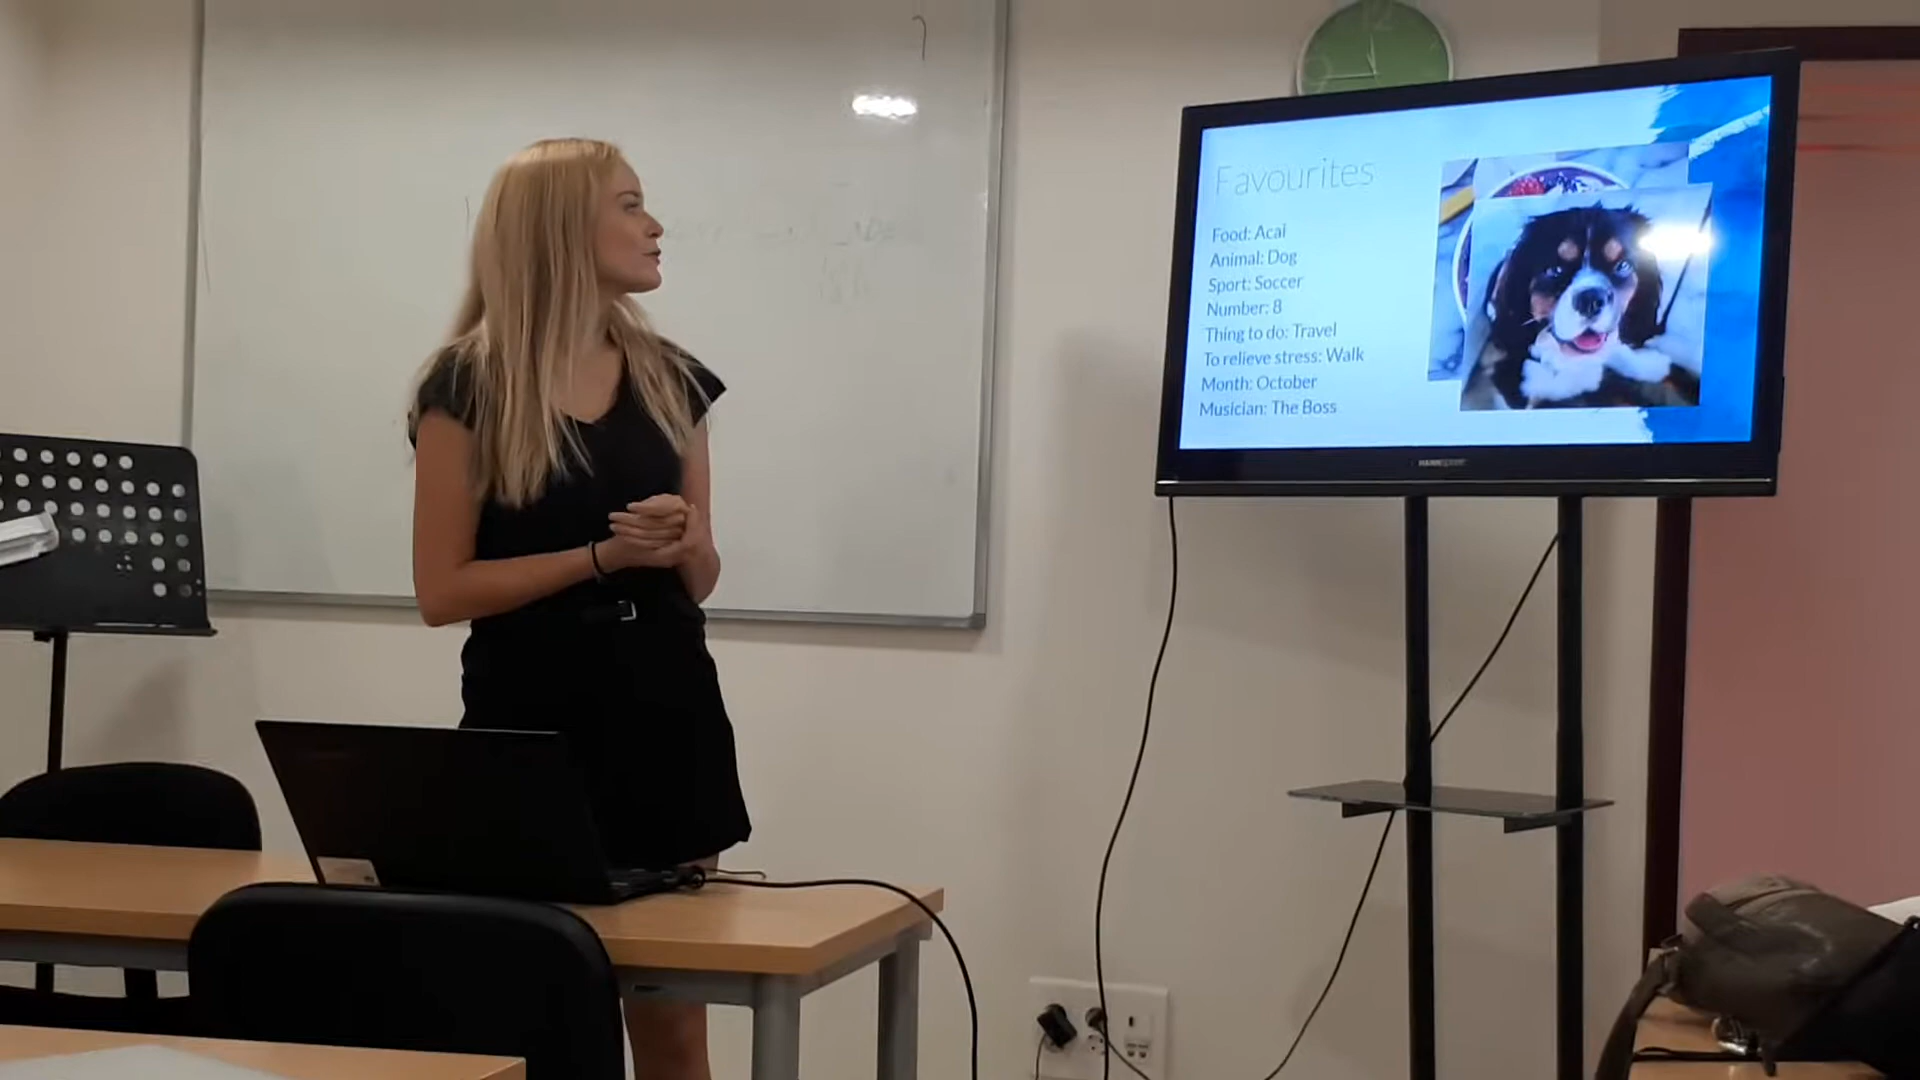 Favourites
Food: Acai
Animal: Dog
Sport: Soccer
Number: 8
Thing to do: Travel
To relieve stress: Walk
Month: October
Musician: The Boss